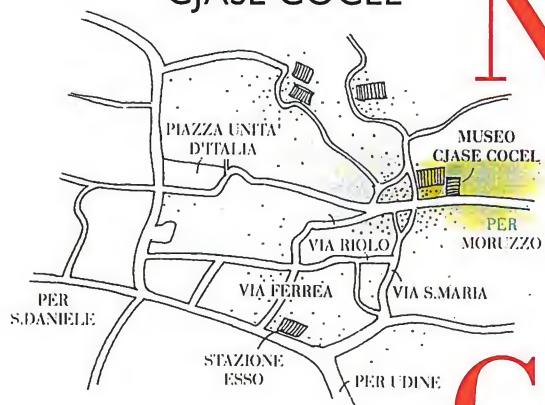 CJASE COCEL
N
PIAZZA UNITA'
D'ITALIA
MUSEO
CJASE COCEL
PER
MORUZZO
VIA RIOLO
PER
S.DANIELE
VIA FERREA
VIA S.MARIA
STAZIONE
ESSO
PER UDINE
C